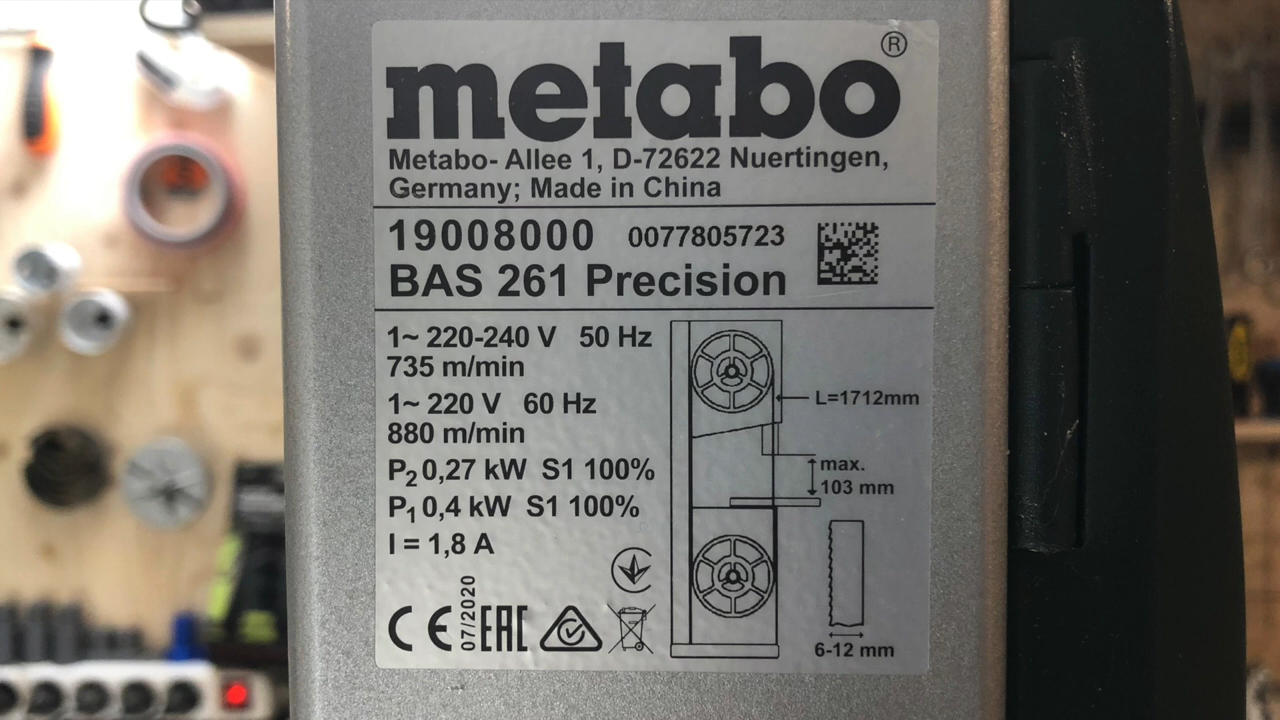 metabo®
Metabo- Allee 1, D-72622 Nuertingen,
Germany; Made in China
19008000 0077805723
BAS 261 Precision
1~ 220-240 V 50 Hz
735 m/min
1~ 220 V 60 Hz
880 m/min
P2 0,27 kW S1 100%
P1 0,4 kW S1 100%
I = 1,8 A
L=1712mm
max.
103 mm
6-12 mm
CE 07/2020 EAC